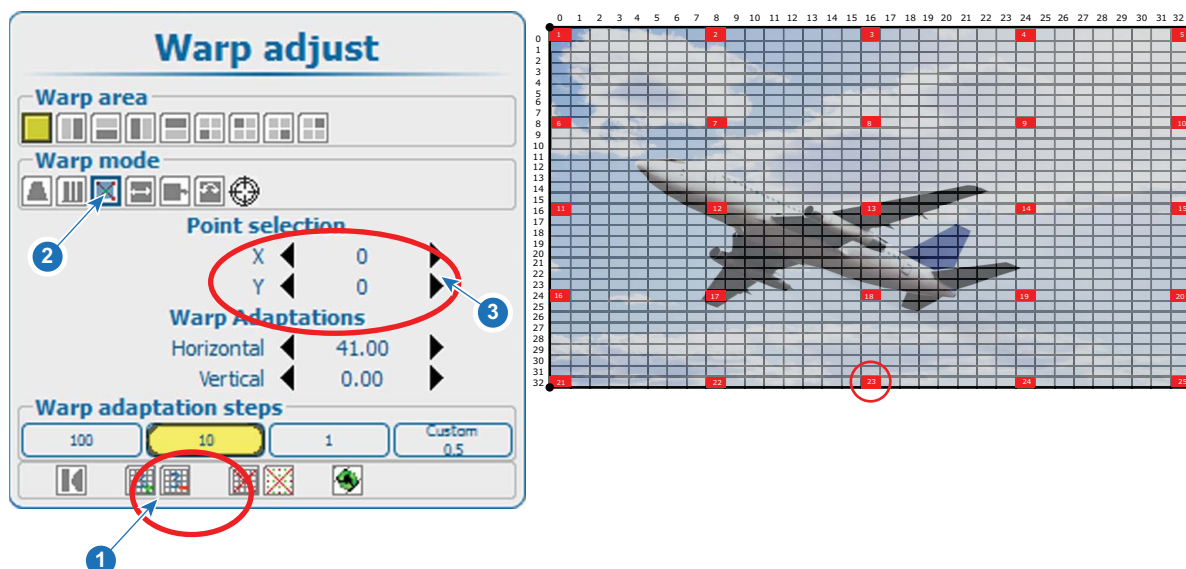 Warp adjust
Warp area
Warp mode
2
Point selection
X 0
Y 0
3
Warp Adaptations
Horizontal 41.00
Vertical 0.00
Warp adaptation steps
100 10 1 Custom 0.5
1
0 1 2 3 4 5 6 7 8 9 10 11 12 13 14 15 16 17 18 19 20 21 22 23 24 25 26 27 28 29 30 31 32
0
1
2
3
4
5
6
7
8
9
10
11
12
13
14
15
16
17
18
19
20
21
22
23
24
25
26
27
28
29
30
31
32
1 2 3 4 5
6 7 8 9 10
11 12 13 14 15
16 17 18 19 20
21 22 23 24 25